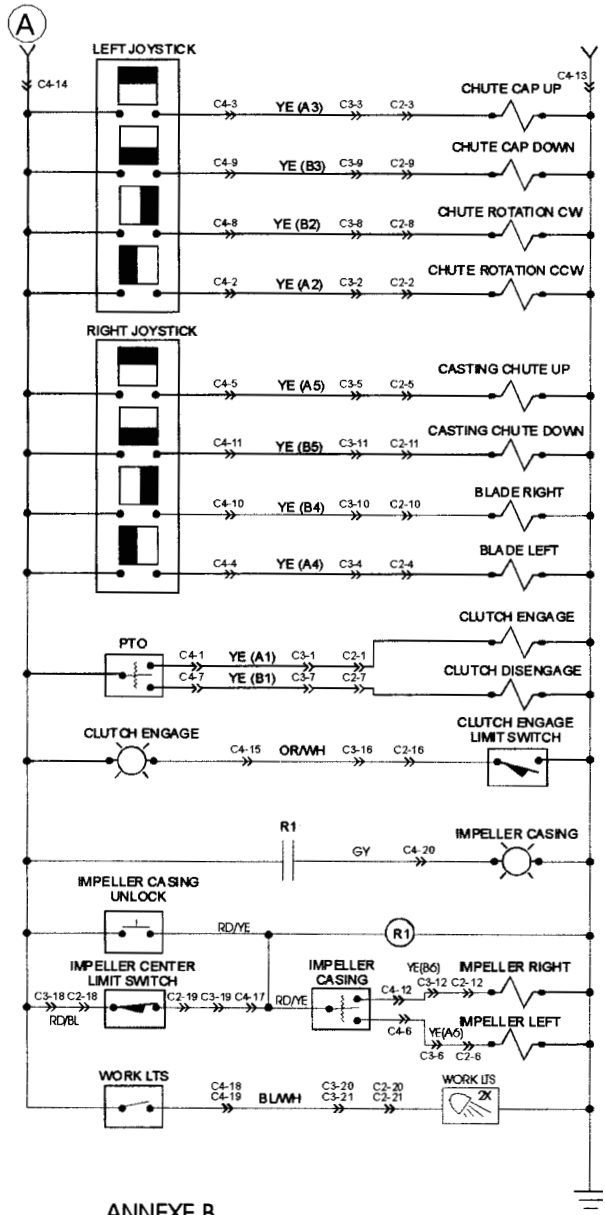 A
LEFT JOYSTICK
C4-14
C4-13
C4-3 YE (A3) C3-3 C2-3 CHUTE CAP UP
C4-9 YE (B3) C3-9 C2-9 CHUTE CAP DOWN
C4-8 YE (B2) C3-8 C2-8 CHUTE ROTATION CW
C4-2 YE (A2) C3-2 C2-2 CHUTE ROTATION CCW
RIGHT JOYSTICK
C4-5 YE (A5) C3-5 C2-5 CASTING CHUTE UP
C4-11 YE (B5) C3-11 C2-11 CASTING CHUTE DOWN
C4-10 YE (B4) C3-10 C2-10 BLADE RIGHT
C4-4 YE (A4) C3-4 C2-4 BLADE LEFT
PTO
C4-1 YE (A1) C3-1 C2-1 CLUTCH ENGAGE
C4-7 YE (B1) C3-7 C2-7 CLUTCH DISENGAGE
CLUTCH ENGAGE
C4-15 OR/WH C3-16 C2-16
CLUTCH ENGAGE
LIMIT SWITCH
R1
GY C4-20 IMPELLER CASING
IMPELLER CASING
UNLOCK
RD/YE
R1
C3-18 C2-18
RD/BL
IMPELLER CENTER
LIMIT SWITCH
C2-19 C3-19 C4-17
RD/YE
IMPELLER
CASING
C4-12 YE(B6) C3-12 C2-12 IMPELLER RIGHT
C4-6 YE(A6) C3-6 C2-6 IMPELLER LEFT
WORK LTS
C4-18 C3-20 C2-20
C4-19 BL/WH C3-21 C2-21
WORK LTS
2X
ANNEXE B